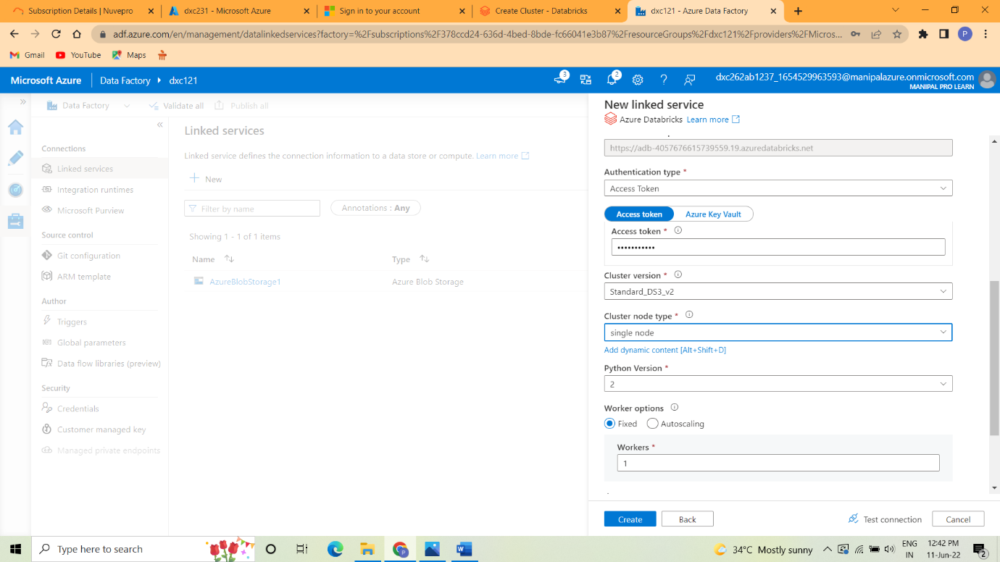 Subscription Details | Nuvepro
dxc231 - Microsoft Azure
Sign in to your account
Create Cluster - Databricks
dxc121 - Azure Data Factory
adf.azure.com/en/management/datalinkedservices?factory=%2Fsubscriptions%2F378ccd24-636d-4bed-8bde-fc66041e3b87%2FresourceGroups%2Fdxc121%2Fproviders%2FMicros...
P
Gmail
YouTube
Maps
Microsoft Azure
Data Factory
dxc121
3
2
dxc262ab1237_1654529963593@manipalazure.onmicrosoft.com
MANIPAL PRO LEARN
Data Factory
Validate all
Publish all
Connections
Linked services
Integration runtimes
Microsoft Purview
Source control
Git configuration
ARM template
Author
Triggers
Global parameters
Data flow libraries (preview)
Security
Credentials
Customer managed key
Managed private endpoints
Linked services
Linked service defines the connection information to a data store or compute. Learn more
New
Filter by name
Annotations : Any
Showing 1 - 1 of 1 items
Name
Type
AzureBlobStorage1
Azure Blob Storage
New linked service
Azure Databricks Learn more
https://adb-4057676615739559.19.azuredatabricks.net
Authentication type *
Access Token
Access token
Azure Key Vault
Access token *
•••••••••••
Cluster version *
Standard_DS3_v2
Cluster node type *
single node
Add dynamic content [Alt+Shift+D]
Python Version *
2
Worker options
Fixed
Autoscaling
Workers *
1
Create
Back
Test connection
Cancel
Type here to search
34°C Mostly sunny
ENG
IN
12:42 PM
11-Jun-22
2